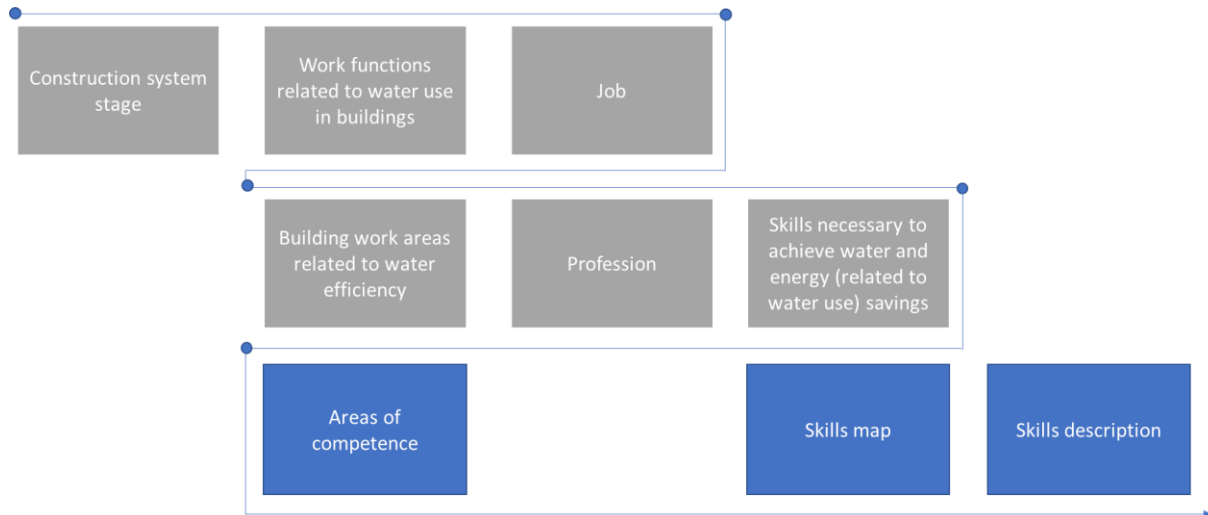 Construction system
stage
Work functions
related to water use
in buildings
Job
Building work areas
related to water
efficiency
Profession
Skills necessary to
achieve water and
energy (related to
water use) savings
Areas of
competence
Skills map
Skills description